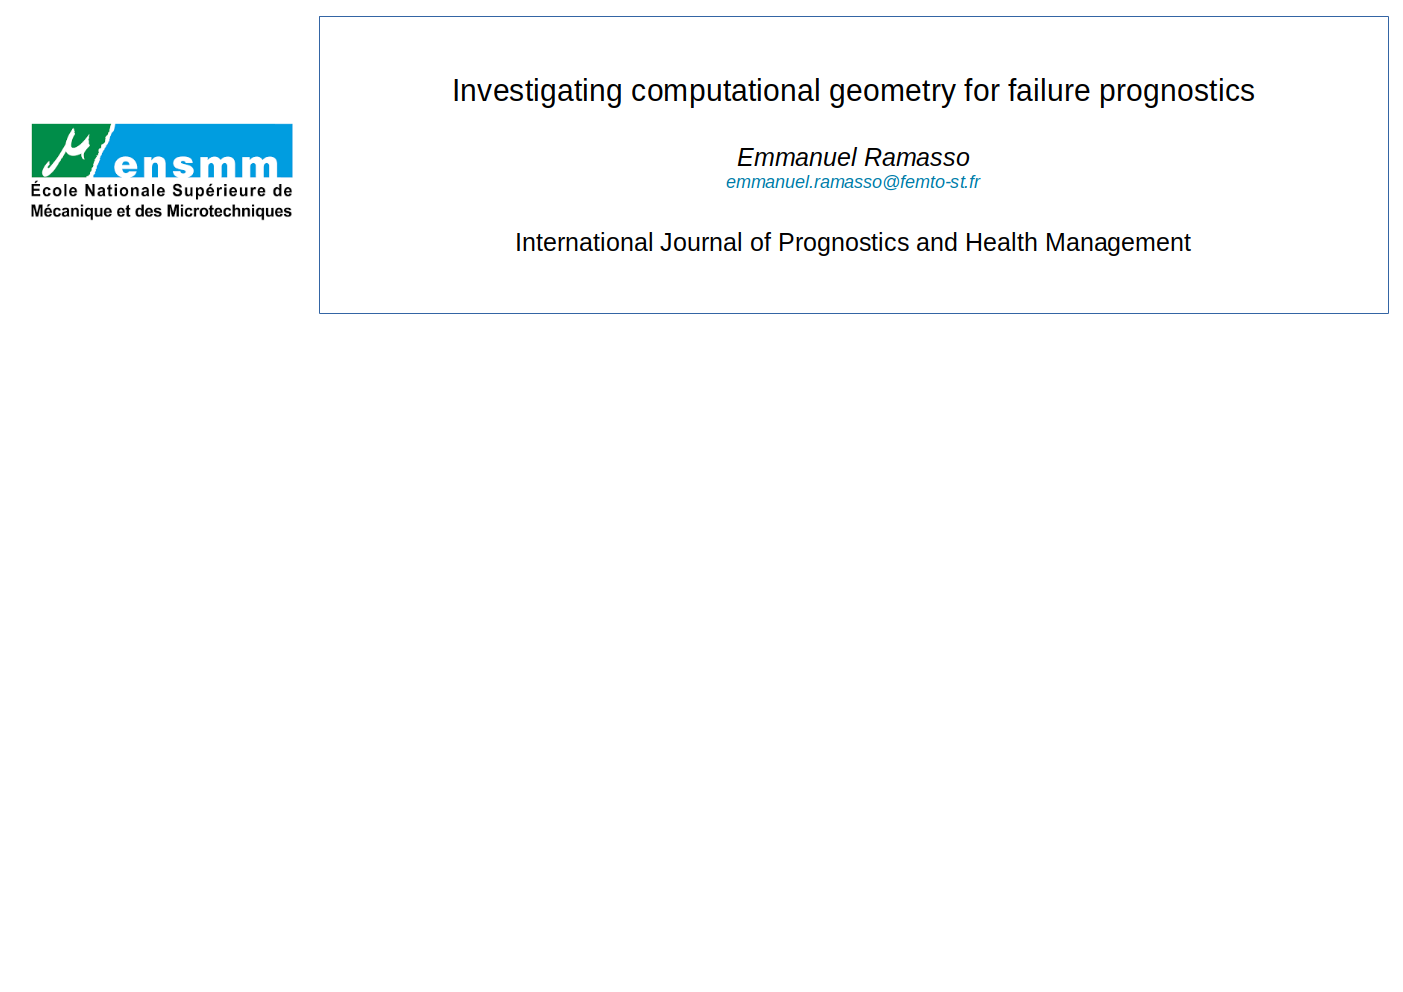 µ ensmm
École Nationale Supérieure de
Mécanique et des Microtechniques
Investigating computational geometry for failure prognostics
Emmanuel Ramasso
emmanuel.ramasso@femto-st.fr
International Journal of Prognostics and Health Management